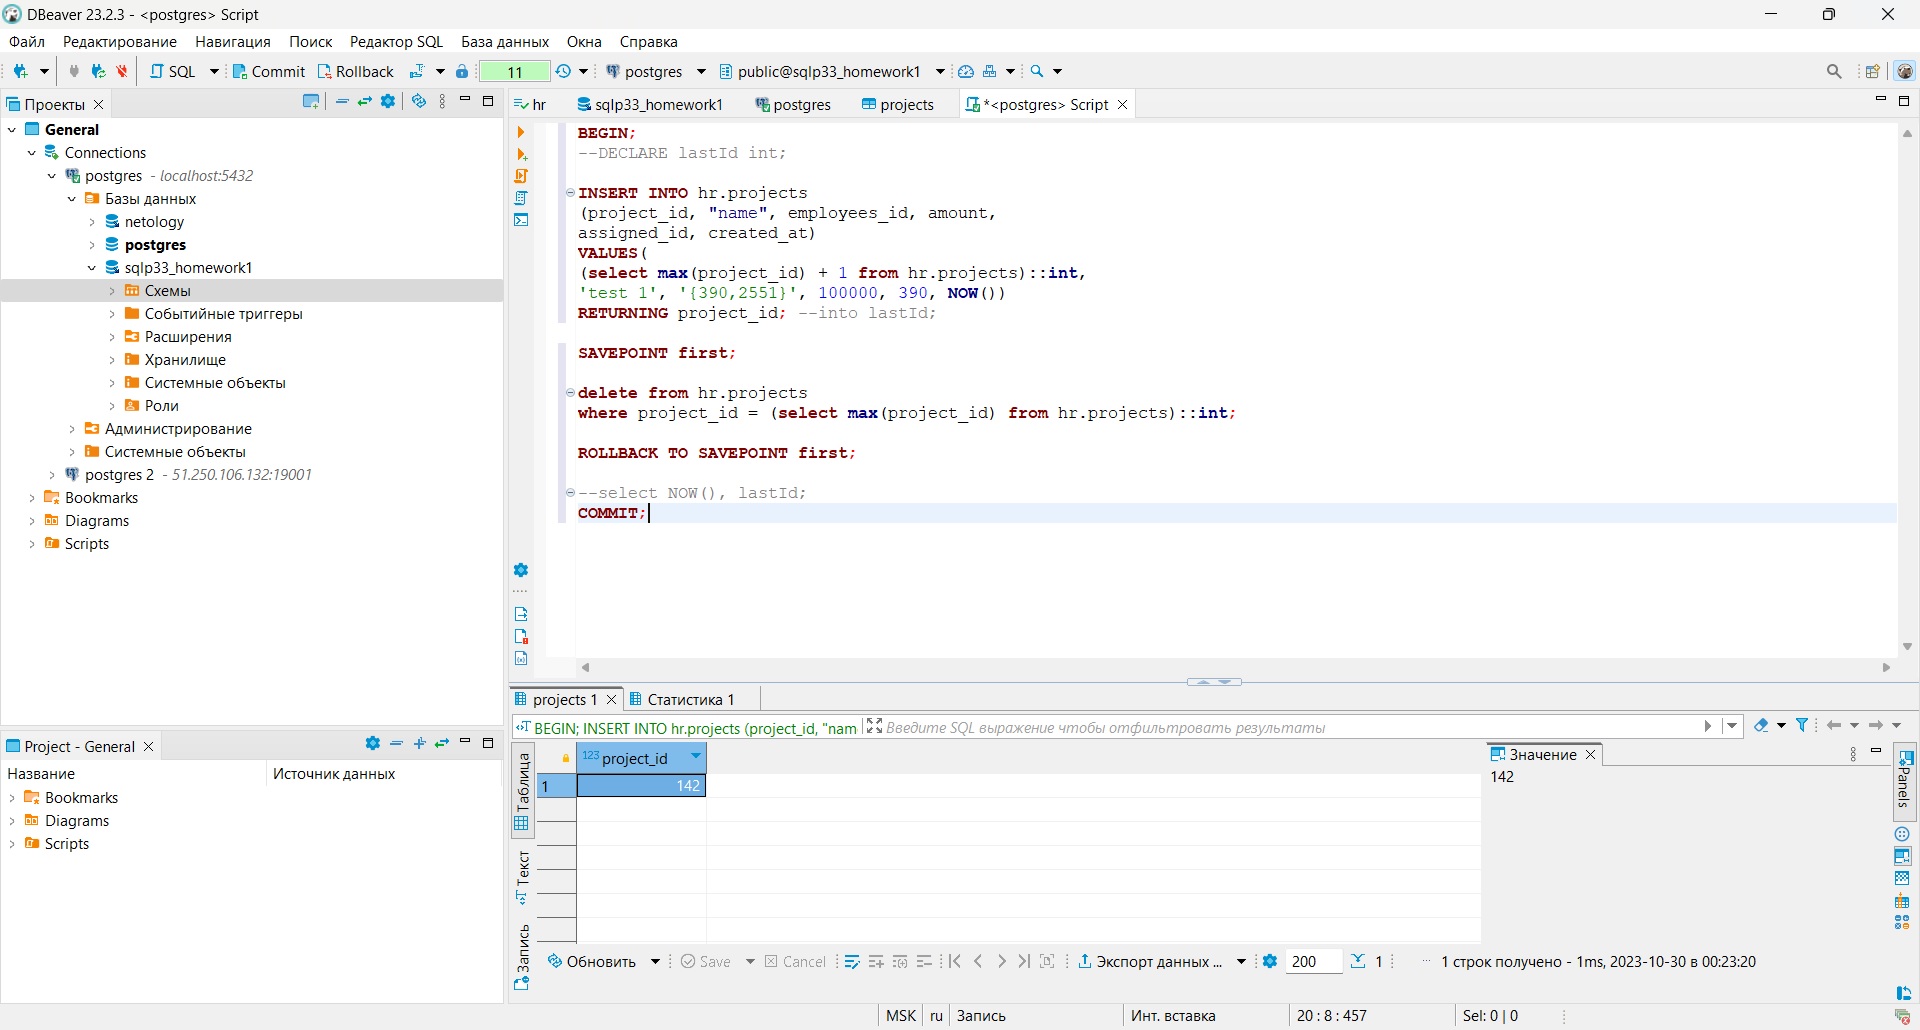 DBeaver 23.2.3 - <postgres> Script
Файл Редактирование Навигация Поиск Редактор SQL База данных Окна Справка
SQL Commit Rollback 11 postgres public@sqlp33_homework1
Проекты
General
Connections
postgres - localhost:5432
Базы данных
netology
postgres
sqlp33_homework1
Схемы
Событийные триггеры
Расширения
Хранилище
Системные объекты
Роли
Администрирование
Системные объекты
postgres 2 - 51.250.106.132:19001
Bookmarks
Diagrams
Scripts
Project - General
Название Источник данных
Bookmarks
Diagrams
Scripts
hr sqlp33_homework1 postgres projects *<postgres> Script
BEGIN;
--DECLARE lastId int;
INSERT INTO hr.projects
(project_id, "name", employees_id, amount,
assigned_id, created_at)
VALUES(
(select max(project_id) + 1 from hr.projects)::int,
'test 1', '{390,2551}', 100000, 390, NOW())
RETURNING project_id; --into lastId;
SAVEPOINT first;
delete from hr.projects
where project_id = (select max(project_id) from hr.projects)::int;
ROLLBACK TO SAVEPOINT first;
--select NOW(), lastId;
COMMIT;
projects 1 Статистика 1
BEGIN; INSERT INTO hr.projects (project_id, "nam Введите SQL выражение чтобы отфильтровать результаты
Таблица
Текст
Запись
123 project_id
1 142
Значение
142
Panels
Обновить Save Cancel Экспорт данных ... 200 1 ... 1 строк получено - 1ms, 2023-10-30 в 00:23:20
MSK ru Запись Инт. вставка 20 : 8 : 457 Sel: 0 | 0